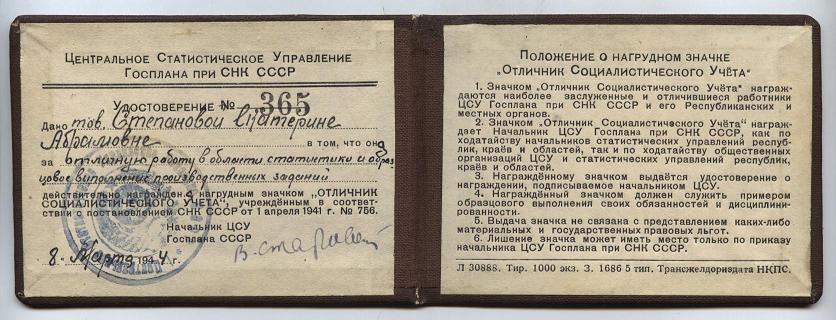 Центральное Статистическое Управление
Госплана при СНК СССР
Удостоверение № 365
Дано тов. Степановой Екатерине
Абрамовне в том, что она
за отличную работу в области статистики и образ
цовое выполнение производственных заданий
действительно награждена нагрудным значком „ОТЛИЧНИК
СОЦИАЛИСТИЧЕСКОГО УЧЕТА", учреждённым в соответ-
ствии с постановлением СНК СССР от 1 апреля 1941 г. № 756.
Начальник ЦСУ
Госплана СССР
В. Старовский
8 Марта 1944 г.
Положение о нагрудном значке
„Отличник Социалистического Учёта"
1. Значком „Отличник Социалистического Учёта" награж-
даются наиболее заслуженные и отличившиеся работники
ЦСУ Госплана при СНК СССР и его Республиканских и
местных органов.
2. Значком „Отличник Социалистического Учёта" награж-
дает Начальник ЦСУ Госплана при СНК СССР, как по
ходатайству начальников статистических управлений респуб-
лик, краёв и областей, так и по ходатайству общественных
организаций ЦСУ и статистических управлений республик,
краёв и областей.
3. Награждённому значком выдаётся удостоверение о
награждении, подписываемое начальником ЦСУ.
4. Награждённый значком должен служить примером
образцового выполнения своих обязанностей и дисциплини-
рованности.
5. Выдача значка не связана с представлением каких-либо
материальных и государственных правовых льгот.
6. Лишение значка может иметь место только по приказу
начальника ЦСУ Госплана при СНК СССР.
Л 30888. Тир. 1000 экз. З. 1686 5 тип. Трансжелдориздата НКПС.